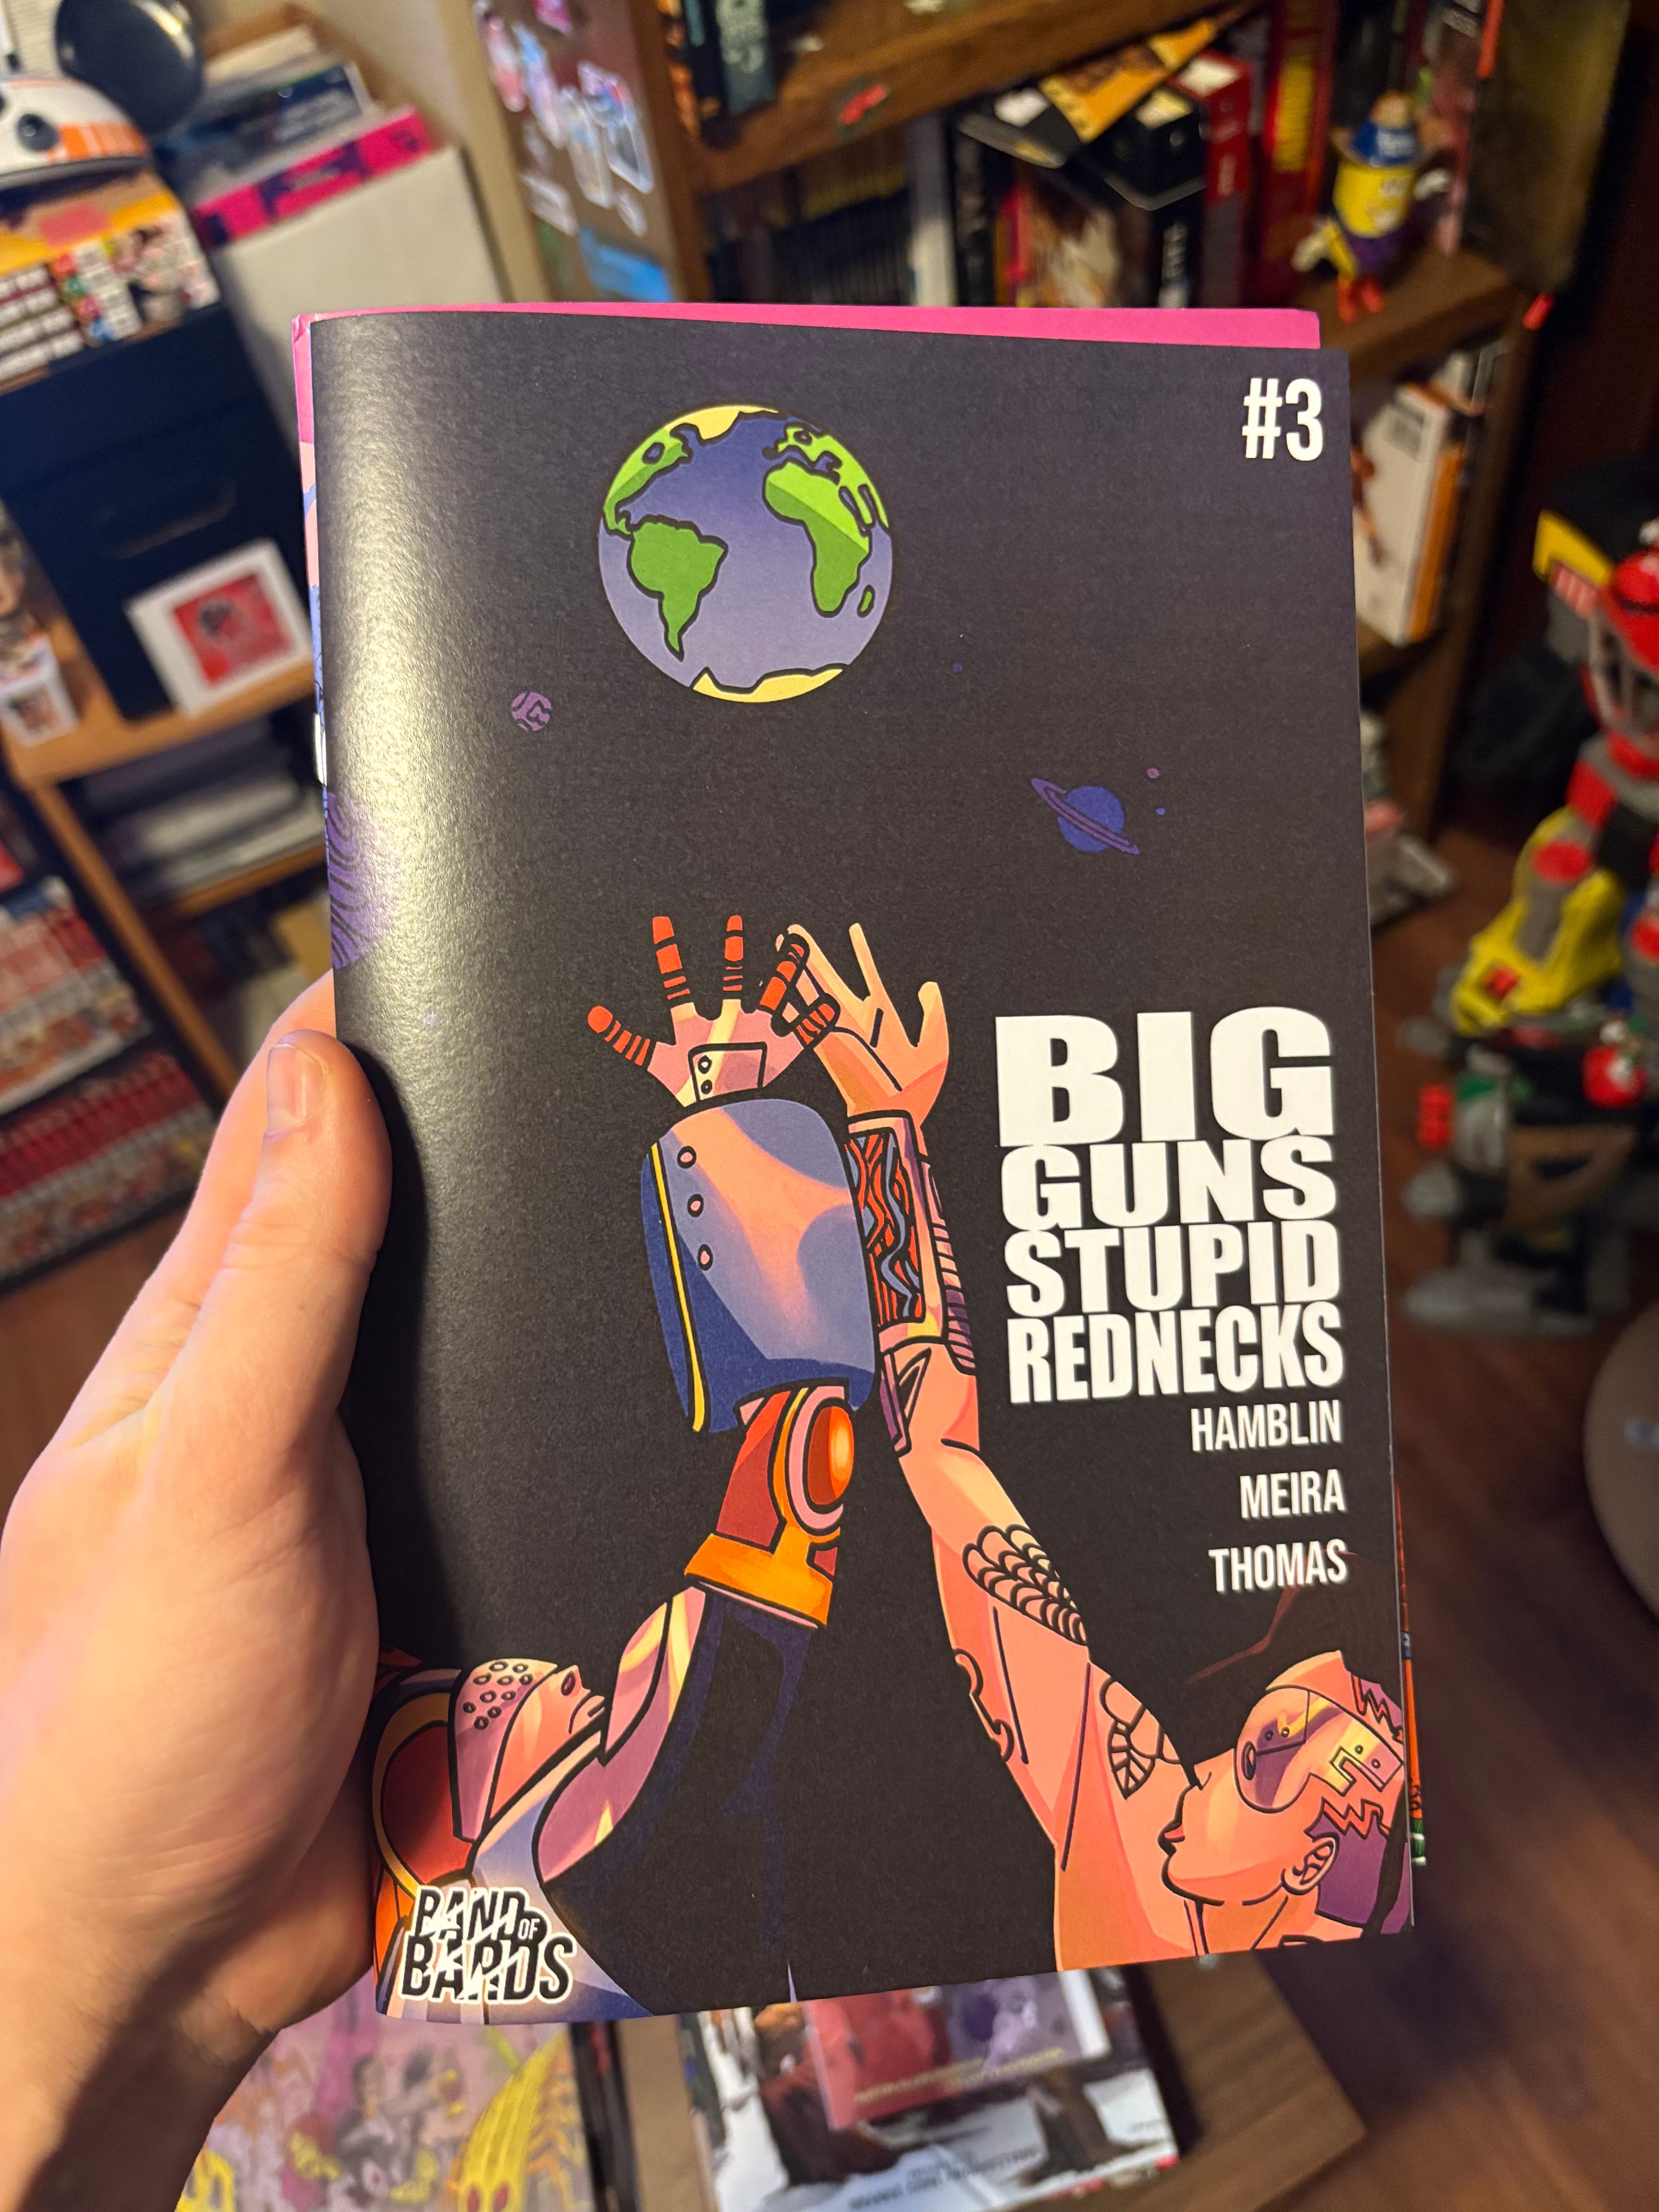 #3
BIG
GUNS
STUPID
REDNECKS
HAMBLIN
MEIRA
THOMAS
BAND OF
BARDS